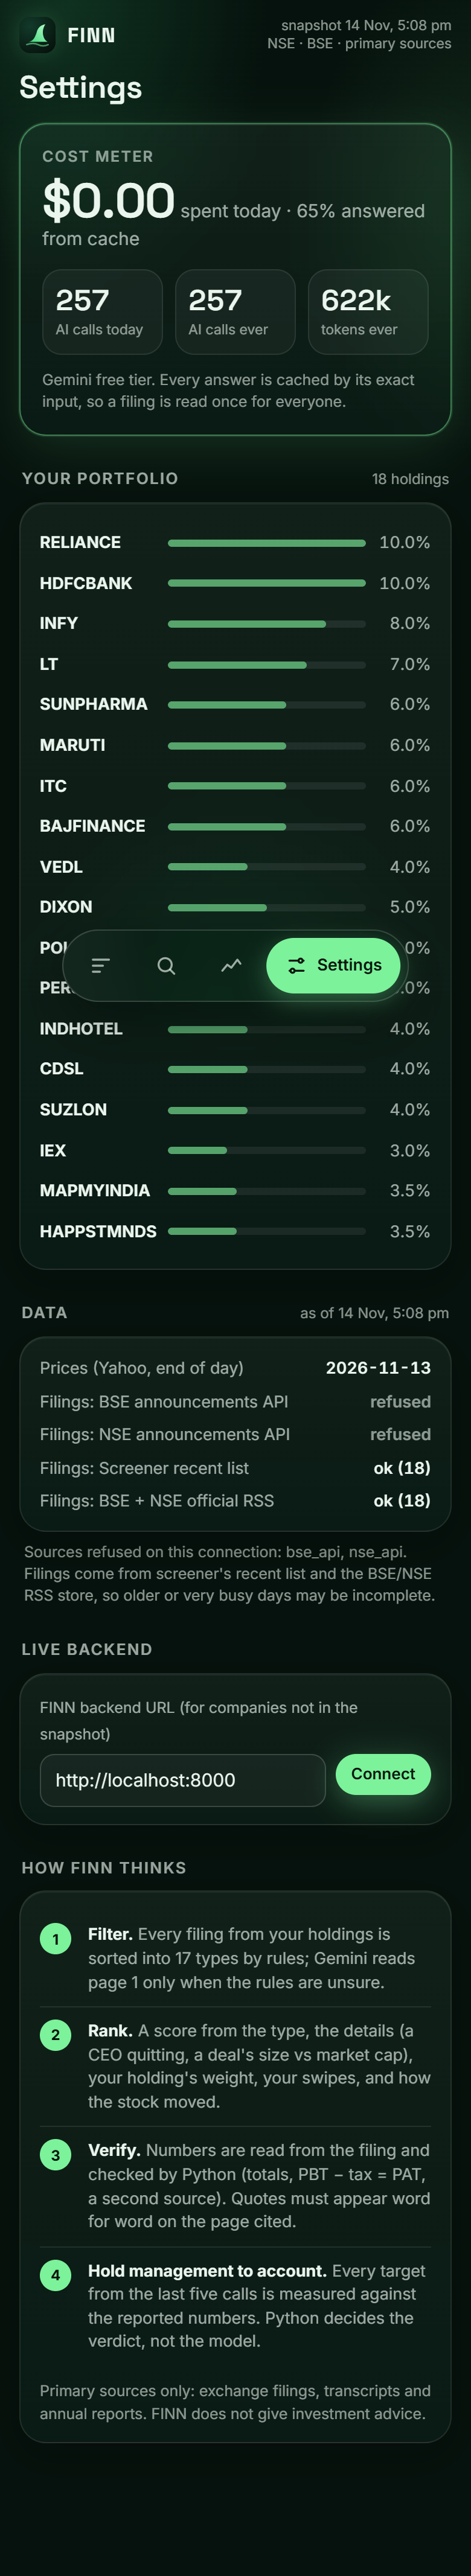 FINN
snapshot 14 Nov, 5:08 pm
NSE · BSE · primary sources
Settings
COST METER
$0.00 spent today · 65% answered
from cache
257
AI calls today
257
AI calls ever
622k
tokens ever
Gemini free tier. Every answer is cached by its exact
input, so a filing is read once for everyone.
YOUR PORTFOLIO 18 holdings
RELIANCE 10.0%
HDFCBANK 10.0%
INFY 8.0%
LT 7.0%
SUNPHARMA 6.0%
MARUTI 6.0%
ITC 6.0%
BAJFINANCE 6.0%
VEDL 4.0%
DIXON 5.0%
Settings
INDHOTEL 4.0%
CDSL 4.0%
SUZLON 4.0%
IEX 3.0%
MAPMYINDIA 3.5%
HAPPSTMNDS 3.5%
DATA as of 14 Nov, 5:08 pm
Prices (Yahoo, end of day) 2026-11-13
Filings: BSE announcements API refused
Filings: NSE announcements API refused
Filings: Screener recent list ok (18)
Filings: BSE + NSE official RSS ok (18)
Sources refused on this connection: bse_api, nse_api.
Filings come from screener's recent list and the BSE/NSE
RSS store, so older or very busy days may be incomplete.
LIVE BACKEND
FINN backend URL (for companies not in the
snapshot)
http://localhost:8000 Connect
HOW FINN THINKS
1 Filter. Every filing from your holdings is
sorted into 17 types by rules; Gemini reads
page 1 only when the rules are unsure.
2 Rank. A score from the type, the details (a
CEO quitting, a deal's size vs market cap),
your holding's weight, your swipes, and how
the stock moved.
3 Verify. Numbers are read from the filing and
checked by Python (totals, PBT − tax = PAT,
a second source). Quotes must appear word
for word on the page cited.
4 Hold management to account. Every target
from the last five calls is measured against
the reported numbers. Python decides the
verdict, not the model.
Primary sources only: exchange filings, transcripts and
annual reports. FINN does not give investment advice.